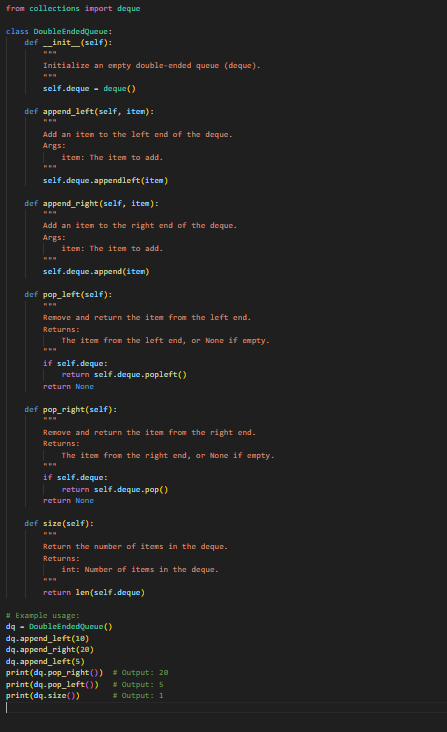 from collections import deque

class DoubleEndedQueue:
    def __init__(self):
        """
        Initialize an empty double-ended queue (deque).
        """
        self.deque = deque()

    def append_left(self, item):
        """
        Add an item to the left end of the deque.
        Args:
            item: The item to add.
        """
        self.deque.appendleft(item)

    def append_right(self, item):
        """
        Add an item to the right end of the deque.
        Args:
            item: The item to add.
        """
        self.deque.append(item)

    def pop_left(self):
        """
        Remove and return the item from the left end.
        Returns:
            The item from the left end, or None if empty.
        """
        if self.deque:
            return self.deque.popleft()
        return None

    def pop_right(self):
        """
        Remove and return the item from the right end.
        Returns:
            The item from the right end, or None if empty.
        """
        if self.deque:
            return self.deque.pop()
        return None

    def size(self):
        """
        Return the number of items in the deque.
        Returns:
            int: Number of items in the deque.
        """
        return len(self.deque)

# Example usage:
dq = DoubleEndedQueue()
dq.append_left(10)
dq.append_right(20)
dq.append_left(5)
print(dq.pop_right())  # Output: 20
print(dq.pop_left())   # Output: 5
print(dq.size())       # Output: 1